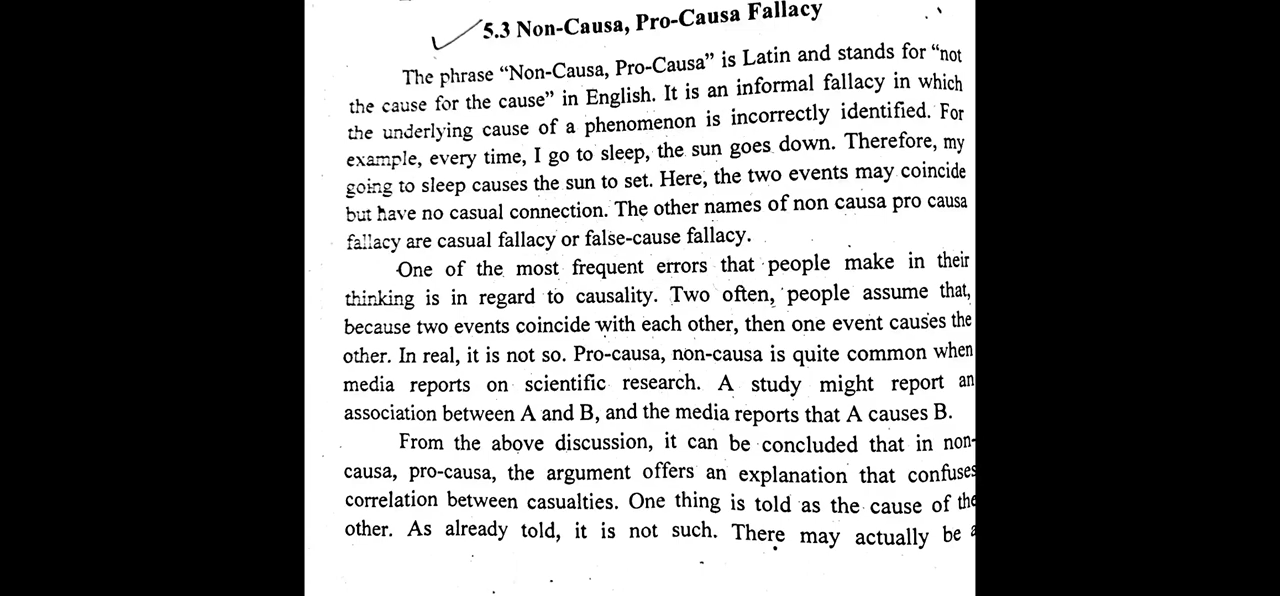 5.3 Non-Causa, Pro-Causa Fallacy
The phrase “Non-Causa, Pro-Causa” is Latin and stands for “not
the cause for the cause” in English. It is an informal fallacy in which
the underlying cause of a phenomenon is incorrectly identified. For
example, every time, I go to sleep, the sun goes down. Therefore, my
going to sleep causes the sun to set. Here, the two events may coincide
but have no casual connection. The other names of non causa pro causa
fallacy are casual fallacy or false-cause fallacy.
One of the most frequent errors that people make in their
thinking is in regard to causality. Two often, people assume that,
because two events coincide with each other, then one event causes the
other. In real, it is not so. Pro-causa, non-causa is quite common when
media reports on scientific research. A study might report an
association between A and B, and the media reports that A causes B.
From the above discussion, it can be concluded that in non-
causa, pro-causa, the argument offers an explanation that confuses
correlation between casualties. One thing is told as the cause of the
other. As already told, it is not such. There may actually be a